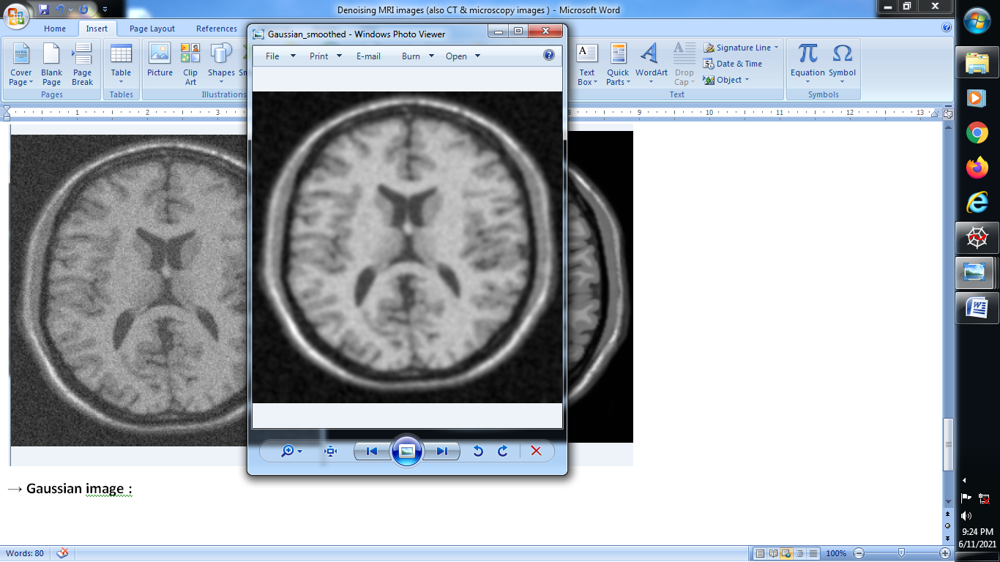 Denoising MRI images (also CT & microscopy images ) - Microsoft Word
Home Insert Page Layout References
Cover Page Blank Page Page Break Table Picture Clip Art Shapes
Pages Tables Illustrations
Text Box Quick Parts WordArt Drop Cap Signature Line Date & Time Object Equation Symbol
Text Symbols
Gaussian_smoothed - Windows Photo Viewer
File Print E-mail Burn Open
1 2 3 8 9 10 11 12 13
→ Gaussian image :
Words: 80
100%
9:24 PM
6/11/2021